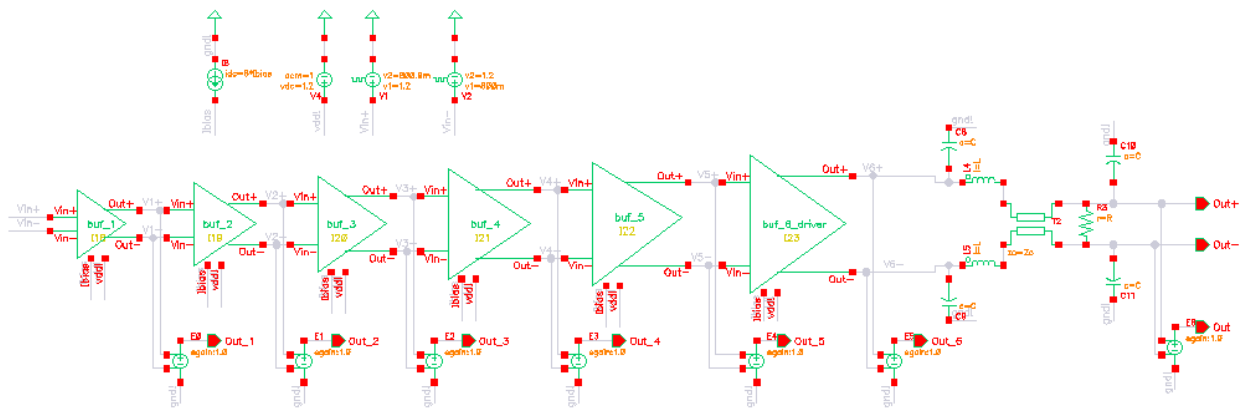 gnd!
I8
idc=8*Ibias
Ibias
acm=1
vdc=1.2
V4
vdd!
v2=800.0m
v1=1.2
V1
Vin+
v2=1.2
v1=800m
V2
Vin-
Vin+
Vin-
Vin+
Vin-
buf_1
I18
Out+
Out-
Ibias
vdd!
V1+
V1-
Vin+
Vin-
buf_2
I19
Out+
Out-
Ibias
vdd!
V2+
V2-
Vin+
Vin-
buf_3
I20
Out+
Out-
Ibias
vdd!
V3+
V3-
Vin+
Vin-
buf_4
I21
Out+
Out-
Ibias
vdd!
V4+
V4-
Vin+
Vin-
buf_5
I22
Out+
Out-
Ibias
vdd!
V5+
V5-
Vin+
Vin-
buf_6_driver
I23
Out+
Out-
Ibias
vdd!
V6+
V6-
gnd!
c=C
L4
l=L
L5
l=L
c=C
C9
gnd!
T2
zo=Zo
gnd!
C10
c=C
R3
r=R
c=C
C11
gnd!
Out+
Out-
E0
Out_1
egain:1.0
gnd!
E1
Out_2
egain:1.0
gnd!
E2
Out_3
egain:1.0
gnd!
E3
Out_4
egain:1.0
gnd!
E4
Out_5
egain:1.0
gnd!
E5
Out_6
egain:1.0
gnd!
Out
egain:1.0
gnd!